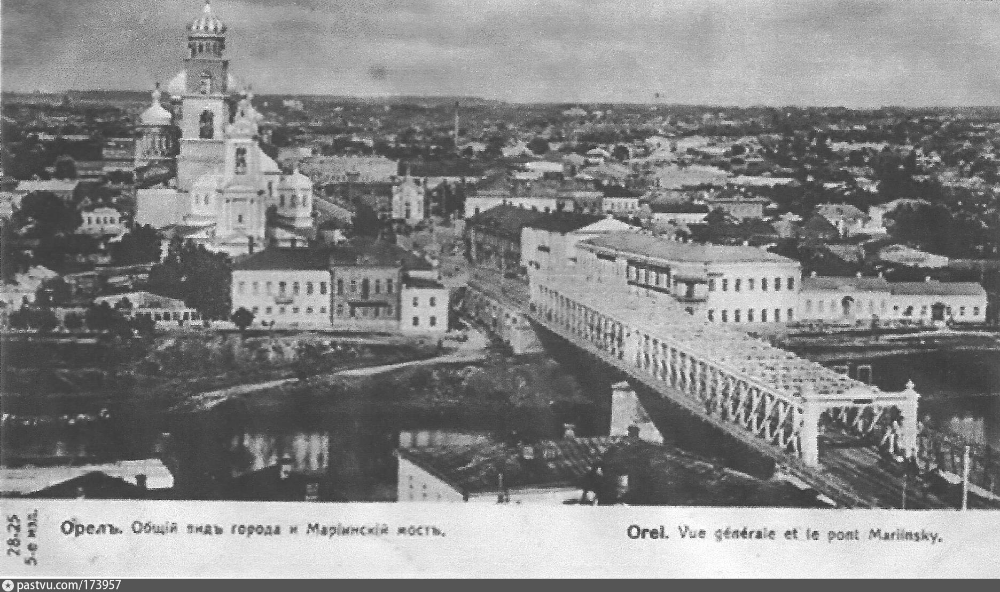 Орелъ. Общій видъ города и Маріинскій мостъ.
Orel. Vue générale et le pont Mariinsky.
28-25
5-е изд.
pastvu.com/173957